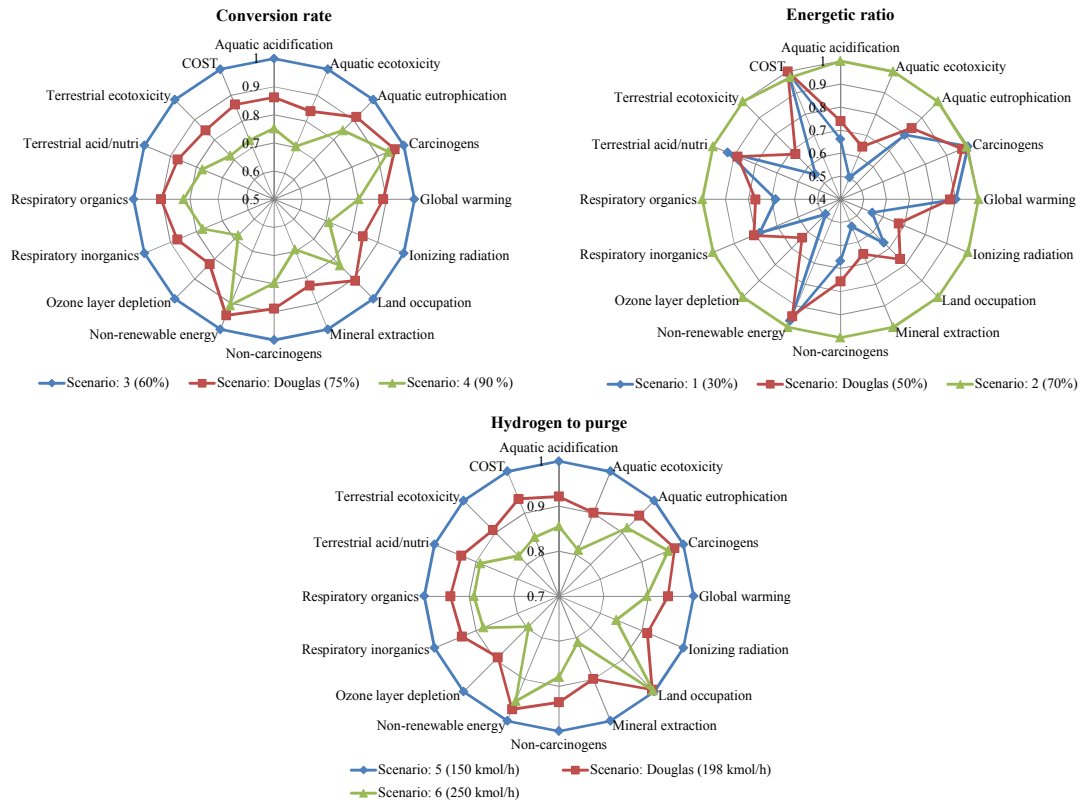 Conversion rate
Aquatic acidification
1
COST
Aquatic ecotoxicity
0.9
Terrestrial ecotoxicity
Aquatic eutrophication
0.8
0.7
Terrestrial acid/nutri
Carcinogens
0.6
Respiratory organics
0.5
Global warming
Respiratory inorganics
Ionizing radiation
Ozone layer depletion
Land occupation
Non-renewable energy
Mineral extraction
Non-carcinogens
Scenario: 3 (60%)
Scenario: Douglas (75%)
Scenario: 4 (90 %)
Energetic ratio
Aquatic acidification
1
COST
Aquatic ecotoxicity
0.9
Terrestrial ecotoxicity
0.8
Aquatic eutrophication
0.7
Terrestrial acid/nutri
0.6
Carcinogens
0.5
Respiratory organics
0.4
Global warming
Respiratory inorganics
Ionizing radiation
Ozone layer depletion
Land occupation
Non-renewable energy
Mineral extraction
Non-carcinogens
Scenario: 1 (30%)
Scenario: Douglas (50%)
Scenario: 2 (70%)
Hydrogen to purge
Aquatic acidification
1
COST
Aquatic ecotoxicity
Terrestrial ecotoxicity
0.9
Aquatic eutrophication
Terrestrial acid/nutri
0.8
Carcinogens
Respiratory organics
0.7
Global warming
Respiratory inorganics
Ionizing radiation
Ozone layer depletion
Land occupation
Non-renewable energy
Mineral extraction
Non-carcinogens
Scenario: 5 (150 kmol/h)
Scenario: Douglas (198 kmol/h)
Scenario: 6 (250 kmol/h)